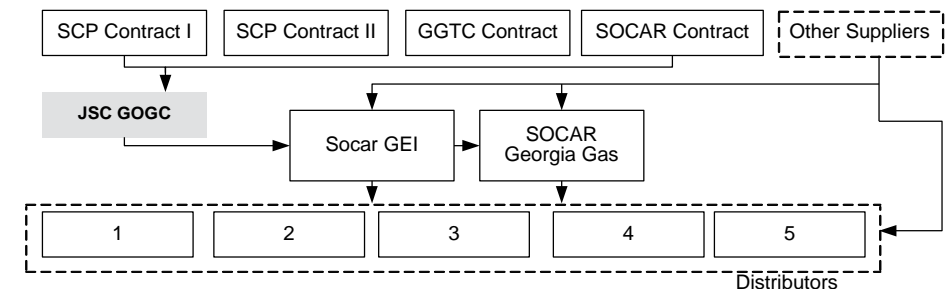 SCP Contract I
SCP Contract II
GGTC Contract
SOCAR Contract
Other Suppliers
JSC GOGC
Socar GEI
SOCAR
Georgia Gas
1
2
3
4
5
Distributors